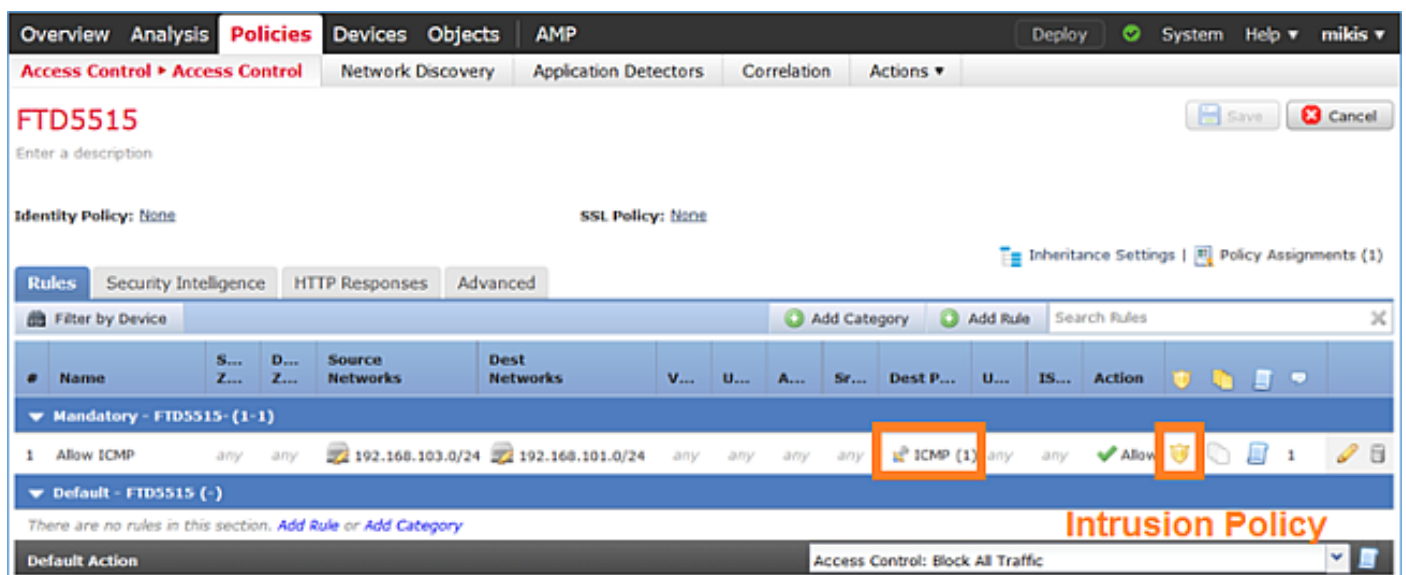 Overview Analysis Policies Devices Objects AMP Deploy System Help ▼ mikis ▼
Access Control ▸ Access Control Network Discovery Application Detectors Correlation Actions ▼
FTD5515 Save Cancel
Enter a description
Identity Policy: None SSL Policy: None
Inheritance Settings | Policy Assignments (1)
Rules Security Intelligence HTTP Responses Advanced
Filter by Device Add Category Add Rule Search Rules
# Name S... Z... D... Z... Source Networks Dest Networks V... U... A... Sr... Dest P... U... IS... Action
Mandatory - FTD5515- (1-1)
1 Allow ICMP any any 192.168.103.0/24 192.168.101.0/24 any any any any ICMP (1) any any Allow 1
Default - FTD5515 (-)
There are no rules in this section. Add Rule or Add Category
Intrusion Policy
Default Action Access Control: Block All Traffic